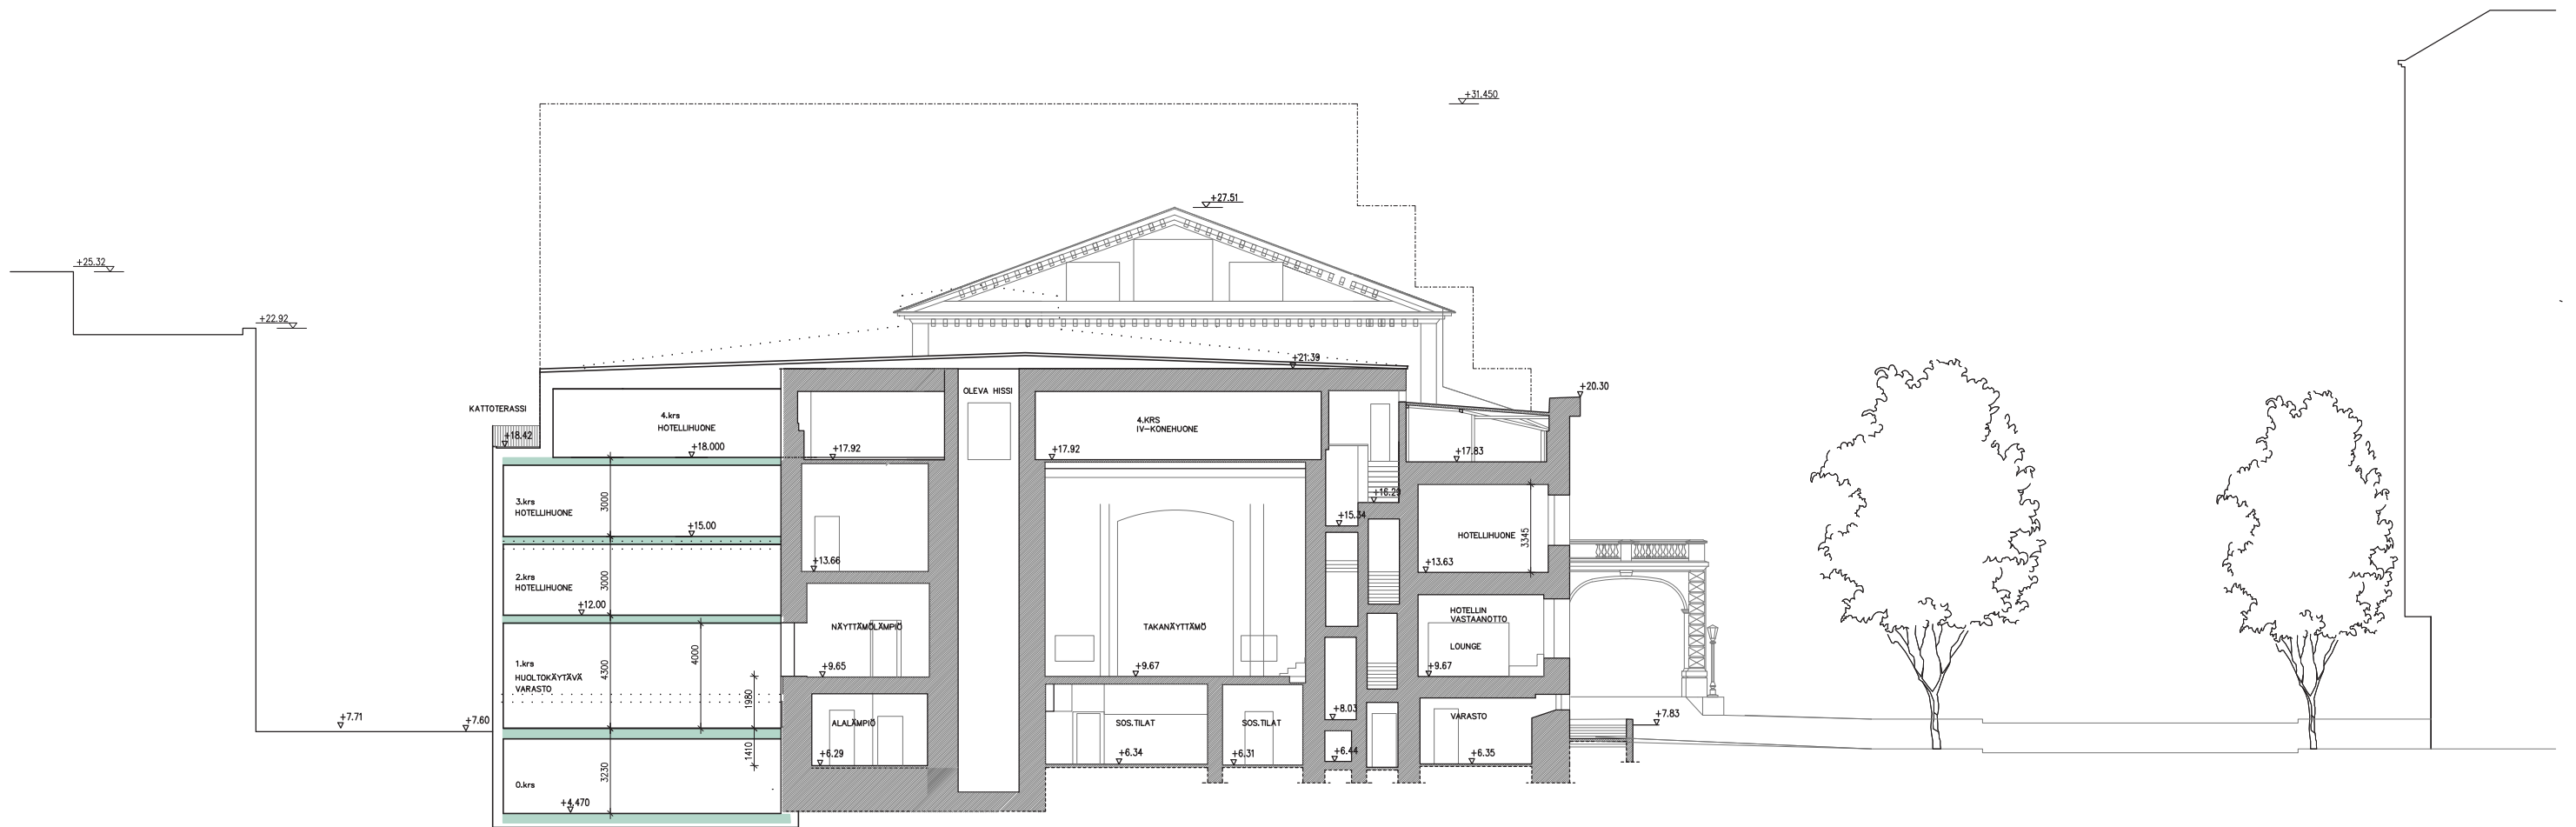 +31.450
+27.51
+25.32
+22.92
+21.39
+20.30
KATTOTERASSI
+18.42
4.krs
HOTELLIHUONE
+18.000
+17.92
OLEVA HISSI
4.KRS
IV-KONEHUONE
+17.92
+17.83
3.krs
HOTELLIHUONE
3000
+15.00
+16.29
+15.34
HOTELLIHUONE
3345
+13.66
+13.63
2.krs
HOTELLIHUONE
3000
+12.00
NÄYTTÄMÖLÄMPIÖ
TAKANÄYTTÄMÖ
HOTELLIN
VASTAANOTTO
LOUNGE
1.krs
HUOLTOKÄYTÄVÄ
VARASTO
4300
4000
+9.65
+9.67
+9.67
1980
+7.71
+7.60
ALALÄMPIÖ
SOS.TILAT
SOS.TILAT
+8.03
VARASTO
+7.83
1410
+6.29
+6.34
+6.31
+6.44
+6.35
0.krs
3230
+4.470